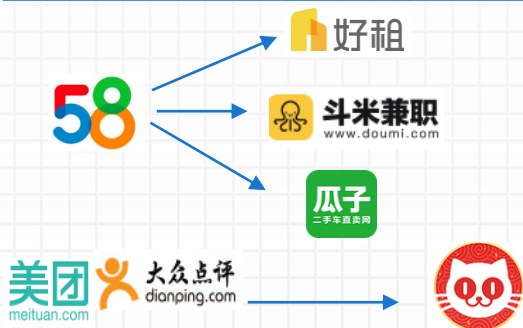 好租
58
斗米兼职
www.doumi.com
瓜子
二手车直卖网
美团
meituan.com
大众点评
dianping.com